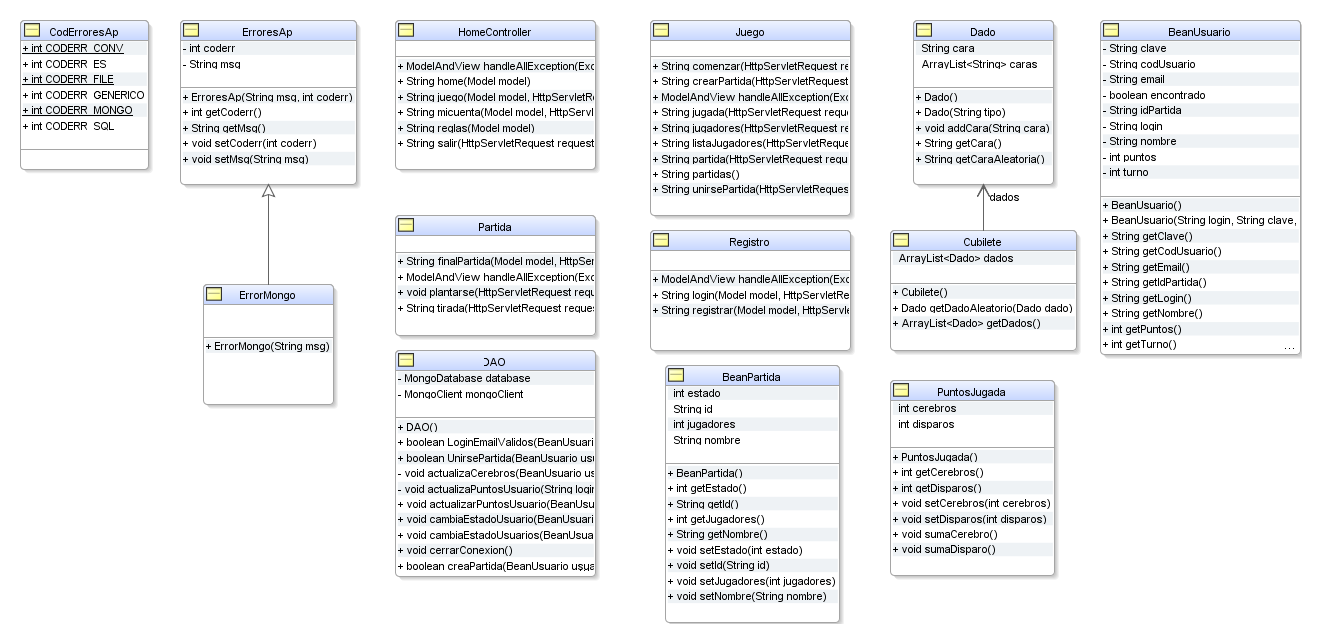 CodErroresAp
+ int CODERR_CONV
+ int CODERR_ES
+ int CODERR_FILE
+ int CODERR_GENERICO
+ int CODERR_MONGO
+ int CODERR_SQL
ErroresAp
- int coderr
- String msg
+ ErroresAp(String msg, int coderr)
+ int getCoderr()
+ String getMsg()
+ void setCoderr(int coderr)
+ void setMsg(String msg)
ErrorMongo
+ ErrorMongo(String msg)
HomeController
+ ModelAndView handleAllException(Exc
+ String home(Model model)
+ String juego(Model model, HttpServletR
+ String micuenta(Model model, HttpServl
+ String reglas(Model model)
+ String salir(HttpServletRequest request
Partida
+ String finalPartida(Model model, HttpSer
+ ModelAndView handleAllException(Exc
+ void plantarse(HttpServletRequest requ
+ String tirada(HttpServletRequest reque
DAO
- MongoDatabase database
- MongoClient mongoClient
+ DAO()
+ boolean LoginEmailValidos(BeanUsuari
+ boolean UnirsePartida(BeanUsuario usu
- void actualizaCerebros(BeanUsuario us
- void actualizaPuntosUsuario(String login
+ void actualizarPuntosUsuario(BeanUsu
+ void cambiaEstadoUsuario(BeanUsuari
+ void cambiaEstadoUsuarios(BeanUsua
+ void cerrarConexion()
+ boolean creaPartida(BeanUsuario usua
...
Juego
+ String comenzar(HttpServletRequest re
+ String crearPartida(HttpServletRequest
+ ModelAndView handleAllException(Exc
+ String jugada(HttpServletRequest reque
+ String jugadores(HttpServletRequest re
+ String listaJugadores(HttpServletReque
+ String partida(HttpServletRequest requ
+ String partidas()
+ String unirsePartida(HttpServletReques
Registro
+ ModelAndView handleAllException(Exc
+ String login(Model model, HttpServletRe
+ String registrar(Model model, HttpServle
BeanPartida
int estado
String id
int jugadores
String nombre
+ BeanPartida()
+ int getEstado()
+ String getId()
+ int getJugadores()
+ String getNombre()
+ void setEstado(int estado)
+ void setId(String id)
+ void setJugadores(int jugadores)
+ void setNombre(String nombre)
Dado
String cara
ArrayList<String> caras
+ Dado()
+ Dado(String tipo)
+ void addCara(String cara)
+ String getCara()
+ String getCaraAleatoria()
dados
Cubilete
ArrayList<Dado> dados
+ Cubilete()
+ Dado getDadoAleatorio(Dado dado)
+ ArrayList<Dado> getDados()
PuntosJugada
int cerebros
int disparos
+ PuntosJugada()
+ int getCerebros()
+ int getDisparos()
+ void setCerebros(int cerebros)
+ void setDisparos(int disparos)
+ void sumaCerebro()
+ void sumaDisparo()
BeanUsuario
- String clave
- String codUsuario
- String email
- boolean encontrado
- String idPartida
- String login
- String nombre
- int puntos
- int turno
+ BeanUsuario()
+ BeanUsuario(String login, String clave,
+ String getClave()
+ String getCodUsuario()
+ String getEmail()
+ String getIdPartida()
+ String getLogin()
+ String getNombre()
+ int getPuntos()
+ int getTurno()
...